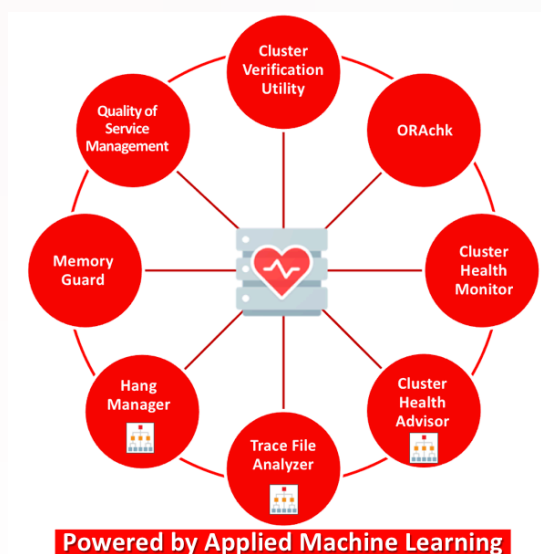 Cluster
Verification
Utility
ORAchk
Cluster
Health
Monitor
Cluster
Health
Advisor
Trace File
Analyzer
Hang
Manager
Memory
Guard
Quality of
Service
Management
Powered by Applied Machine Learning